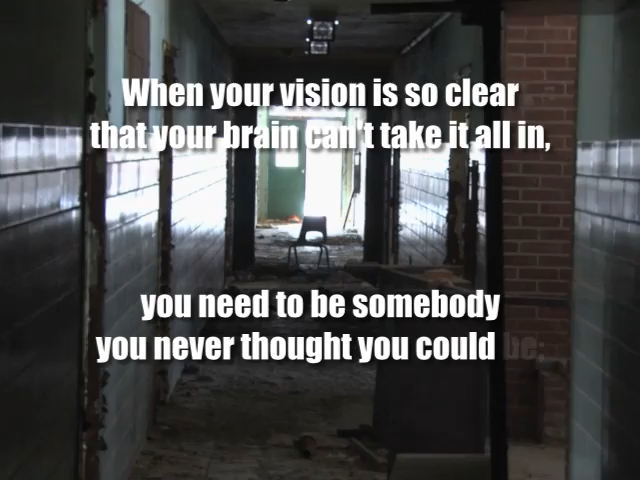 When your vision is so clear
that your brain can't take it all in,
you need to be somebody
you never thought you could be;